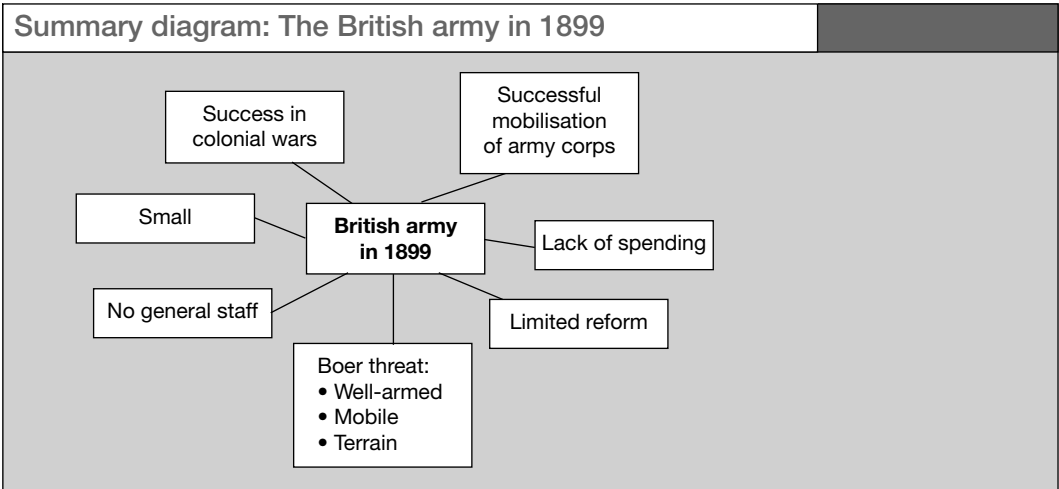 Summary diagram: The British army in 1899
Success in
colonial wars
Successful
mobilisation
of army corps
Small
British army
in 1899
Lack of spending
No general staff
Limited reform
Boer threat:
• Well-armed
• Mobile
• Terrain